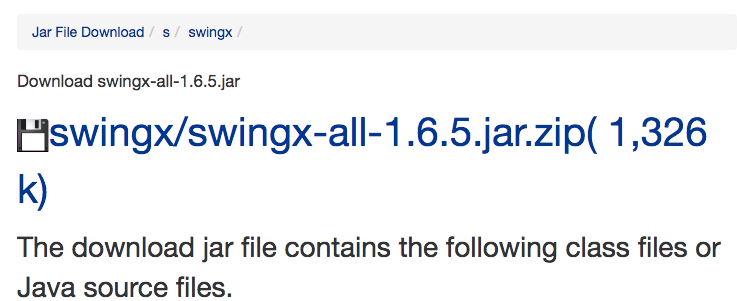 Jar File Download / s / swingx /
Download swingx-all-1.6.5.jar
swingx/swingx-all-1.6.5.jar.zip( 1,326
k)
The download jar file contains the following class files or
Java source files.